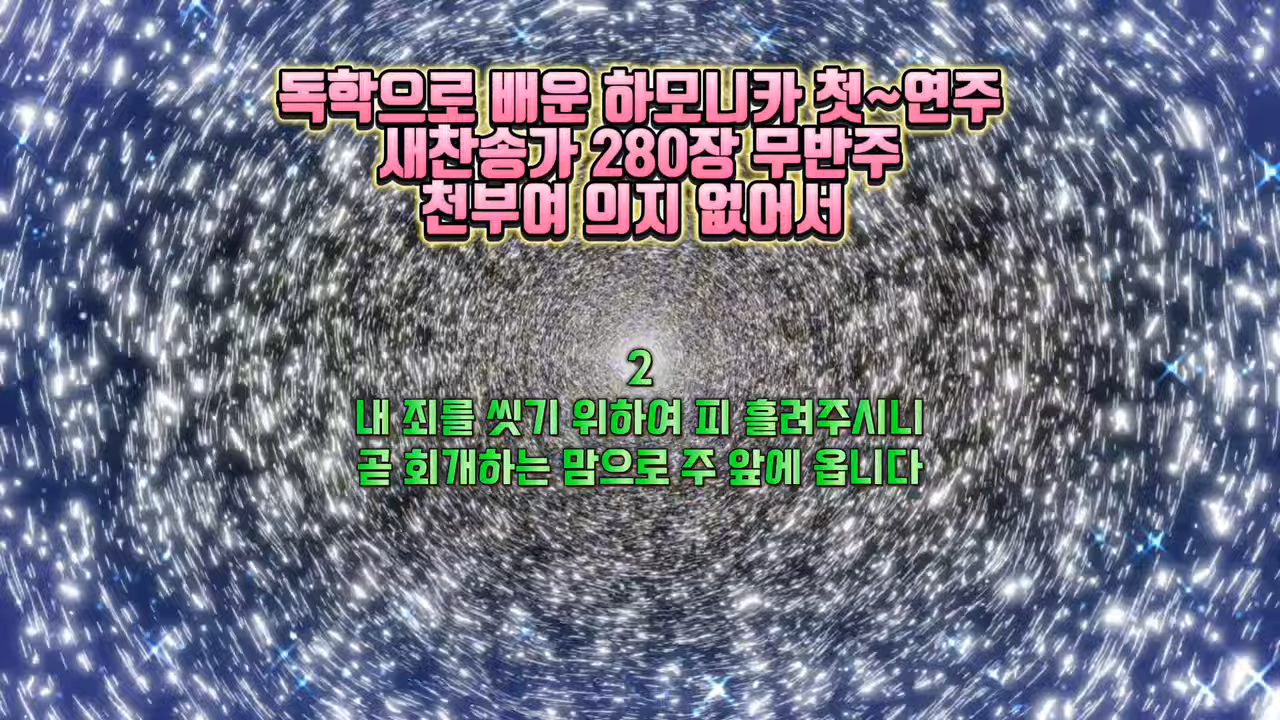 독학으로 배운 하모니카 첫~연주
새찬송가 280장 무반주
천부여 의지 없어서
2
내 죄를 씻기 위하여 피 흘려주시니
곧 회개하는 맘으로 주 앞에 옵니다